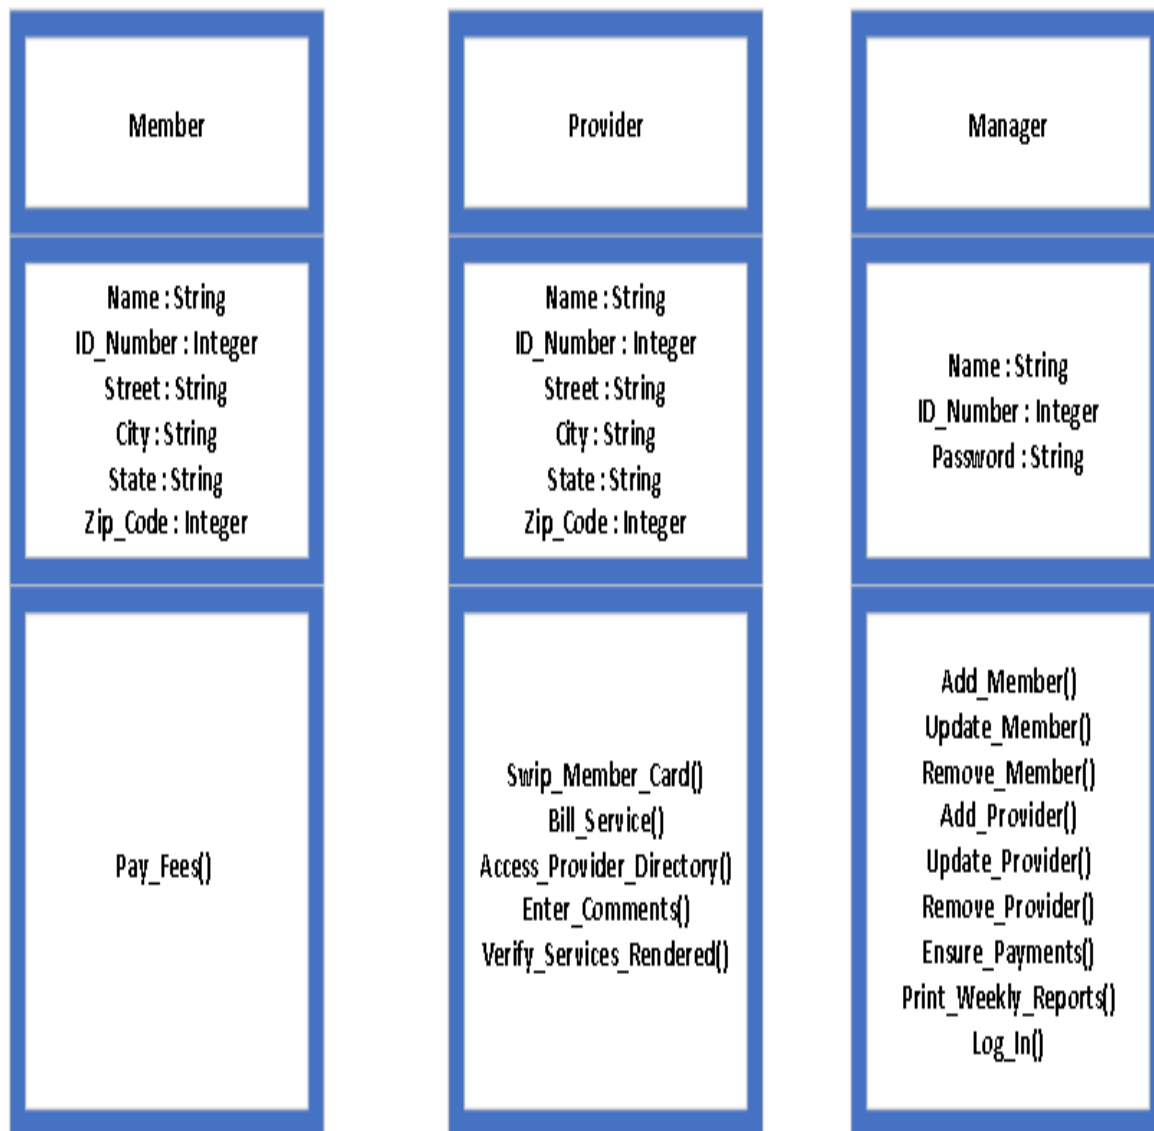 Member
Name : String
ID_Number : Integer
Street : String
City : String
State : String
Zip_Code : Integer
Pay_Fees()
Provider
Name : String
ID_Number : Integer
Street : String
City : String
State : String
Zip_Code : Integer
Swip_Member_Card()
Bill_Service()
Access_Provider_Directory()
Enter_Comments()
Verify_Services_Rendered()
Manager
Name : String
ID_Number : Integer
Password : String
Add_Member()
Update_Member()
Remove_Member()
Add_Provider()
Update_Provider()
Remove_Provider()
Ensure_Payments()
Print_Weekly_Reports()
Log_In()